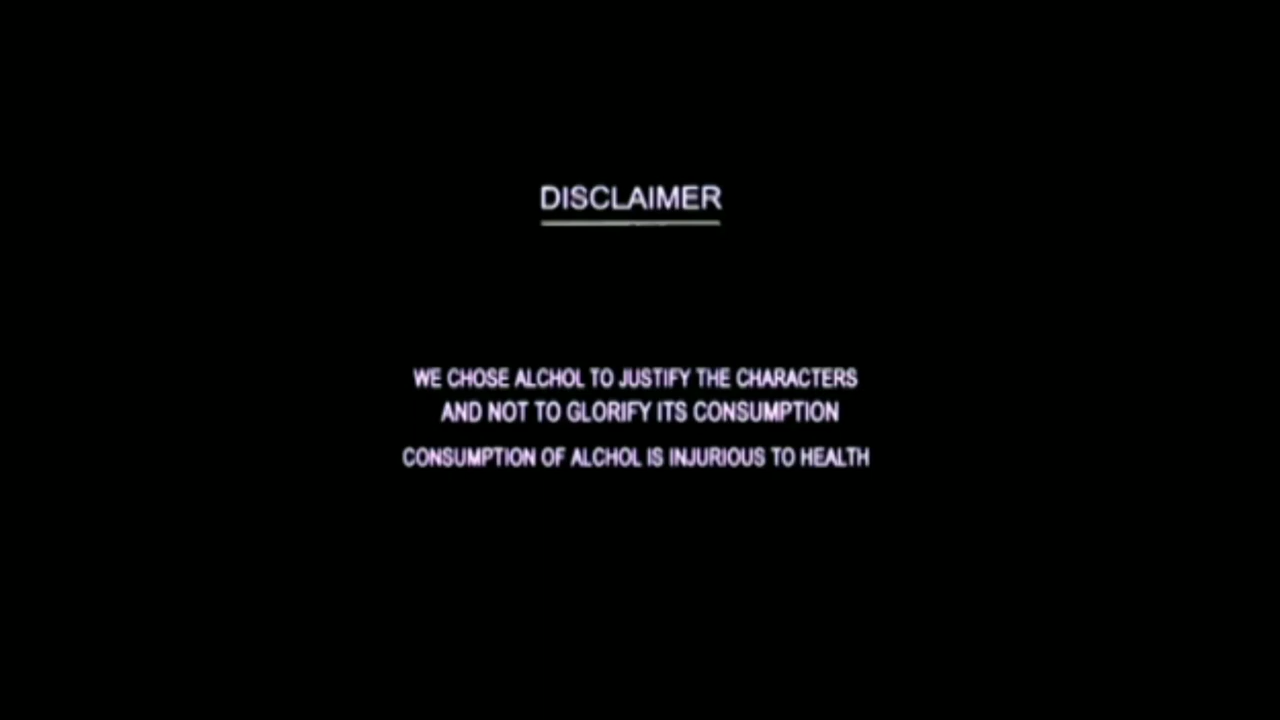 DISCLAIMER
WE CHOSE ALCHOL TO JUSTIFY THE CHARACTERS
AND NOT TO GLORIFY ITS CONSUMPTION
CONSUMPTION OF ALCHOL IS INJURIOUS TO HEALTH